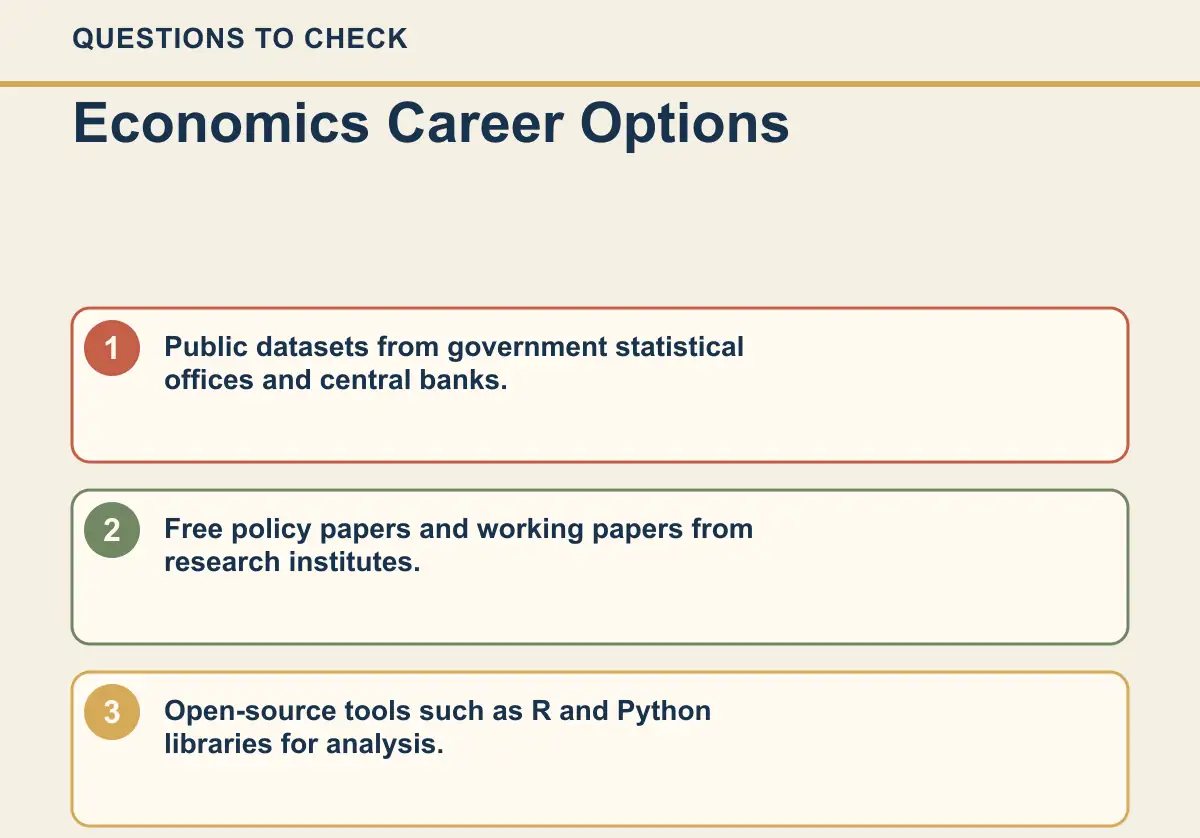 QUESTIONS TO CHECK
Economics Career Options
1
Public datasets from government statistical
offices and central banks.
2
Free policy papers and working papers from
research institutes.
3
Open-source tools such as R and Python
libraries for analysis.